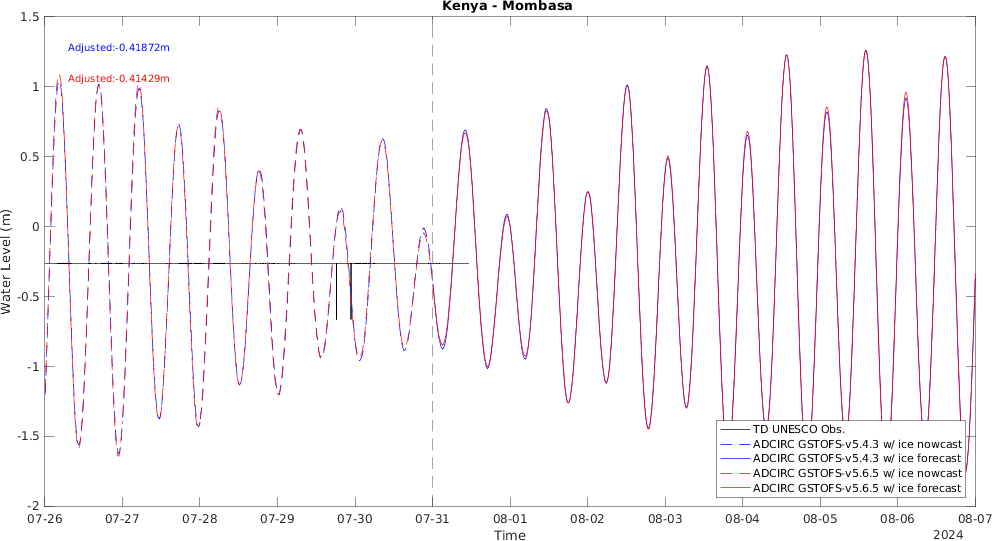 Kenya - Mombasa
1.5
1
0.5
0
-0.5
-1
-1.5
-2
Water Level (m)
Adjusted:-0.41872m
Adjusted:-0.41429m
TD UNESCO Obs.
ADCIRC GSTOFS-v5.4.3 w/ ice nowcast
ADCIRC GSTOFS-v5.4.3 w/ ice forecast
ADCIRC GSTOFS-v5.6.5 w/ ice nowcast
ADCIRC GSTOFS-v5.6.5 w/ ice forecast
07-26 07-27 07-28 07-29 07-30 07-31 08-01 08-02 08-03 08-04 08-05 08-06 08-07
Time
2024